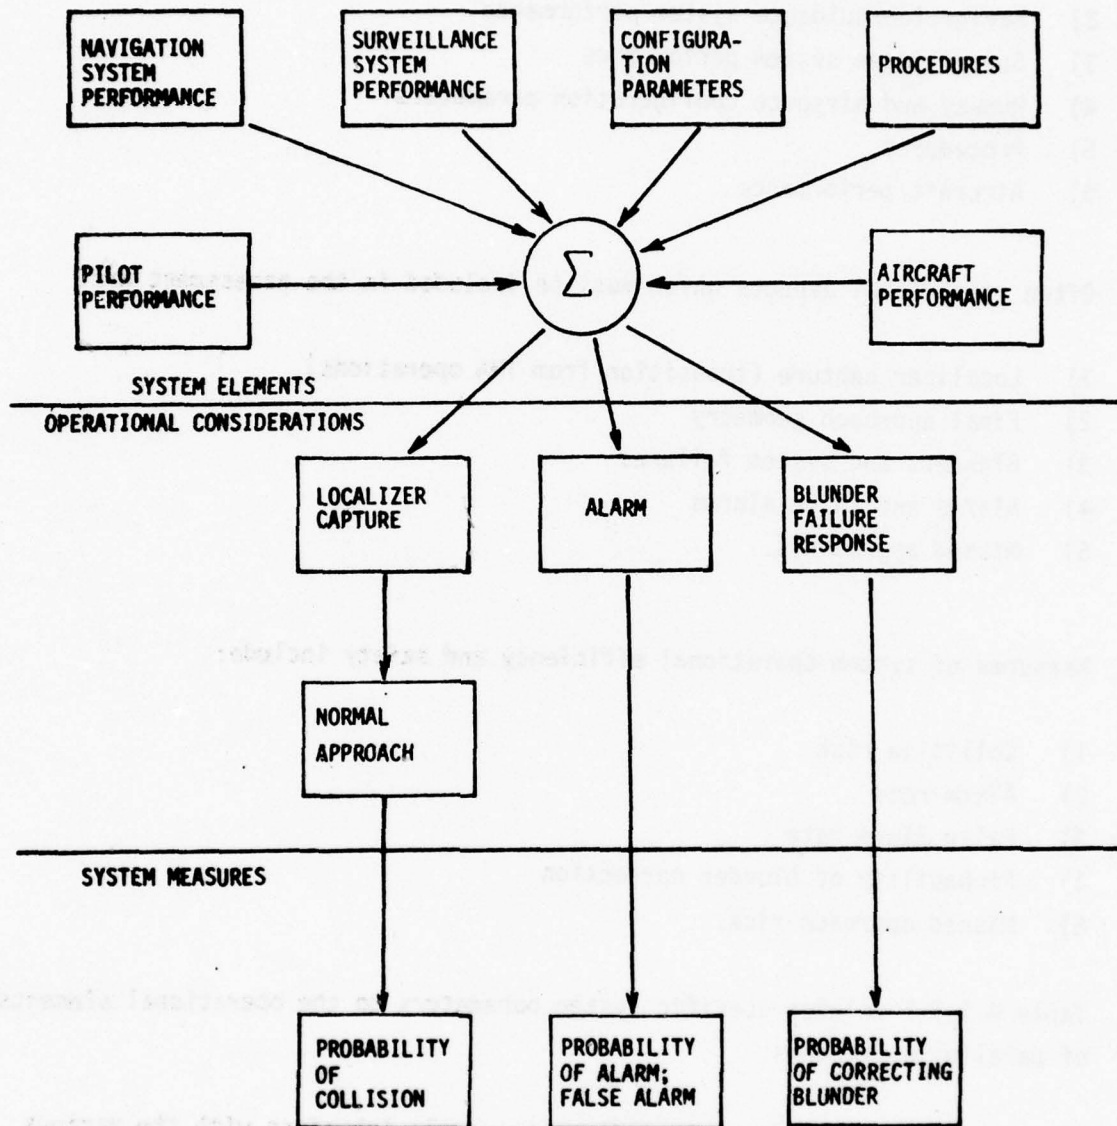 NAVIGATION
SYSTEM
PERFORMANCE
SURVEILLANCE
SYSTEM
PERFORMANCE
CONFIGURA-
TION
PARAMETERS
PROCEDURES
PILOT
PERFORMANCE
Σ
AIRCRAFT
PERFORMANCE
SYSTEM ELEMENTS
OPERATIONAL CONSIDERATIONS
LOCALIZER
CAPTURE
ALARM
BLUNDER
FAILURE
RESPONSE
NORMAL
APPROACH
SYSTEM MEASURES
PROBABILITY
OF
COLLISION
PROBABILITY
OF ALARM;
FALSE ALARM
PROBABILITY
OF CORRECTING
BLUNDER